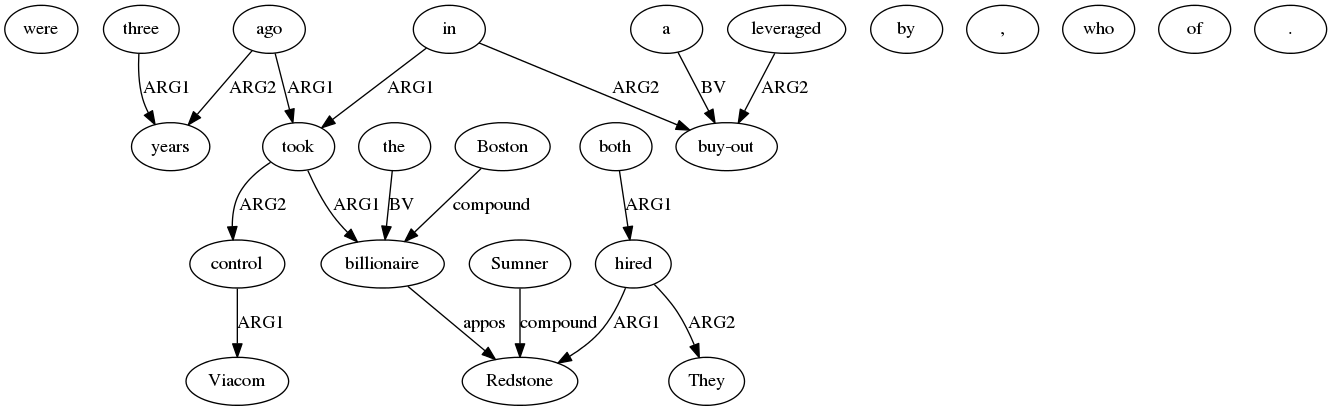 were three ago in a leveraged by , who of .
ARG1 ARG2 ARG1 ARG1 ARG2 BV ARG2
years took the Boston both buy-out
ARG2 ARG1 BV compound ARG1
control billionaire Sumner hired
ARG1 appos compound ARG1 ARG2
Viacom Redstone They